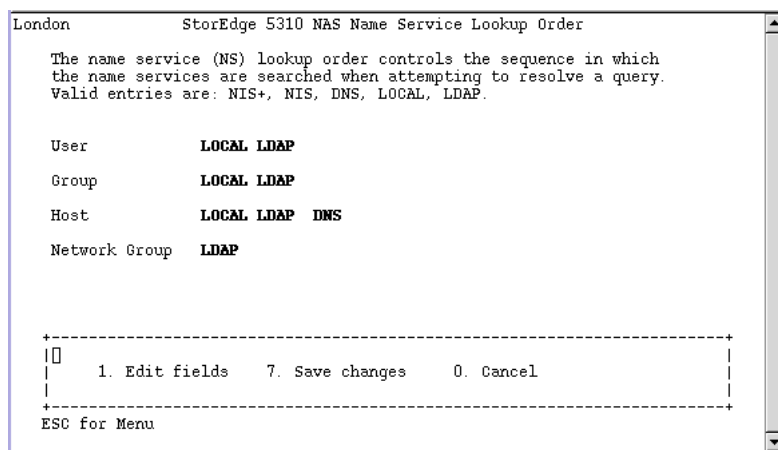 London StorEdge 5310 NAS Name Service Lookup Order
The name service (NS) lookup order controls the sequence in which
the name services are searched when attempting to resolve a query.
Valid entries are: NIS+, NIS, DNS, LOCAL, LDAP.
User LOCAL LDAP
Group LOCAL LDAP
Host LOCAL LDAP DNS
Network Group LDAP
1. Edit fields 7. Save changes 0. Cancel
ESC for Menu